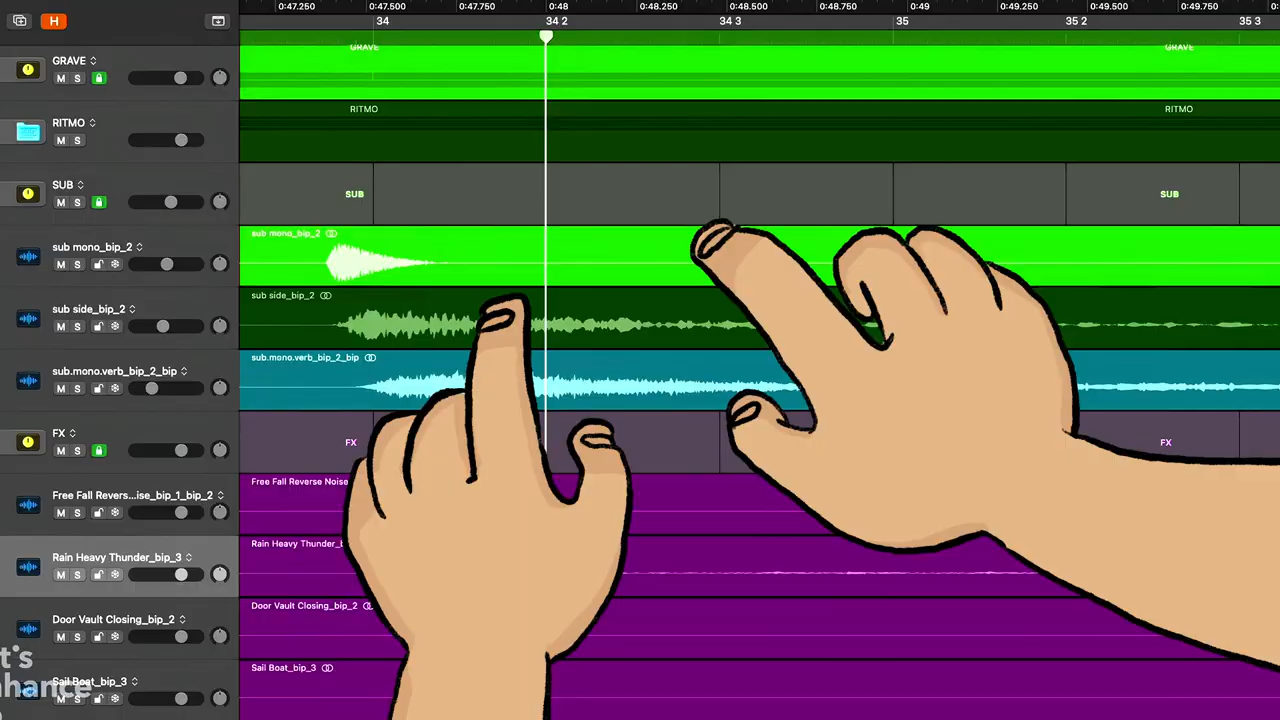 0:47.250 0:47.500 0:47.750 0:48 0:48.250 0:48.500 0:48.750 0:49 0:49.250 0:49.500 0:49.750
34 34 2 34 3 35 35 2 35 3
H
GRAVE GRAVE
GRAVE
M S
RITMO RITMO
RITMO
M S
SUB
SUB SUB
M S
sub mono_bip_2
sub mono_bip_2
M S
sub side_bip_2
sub side_bip_2
M S
sub.mono.verb_bip_2_bip
sub.mono.verb_bip_2_bip
M S
FX
FX FX
M S
Free Fall Reverse Noise
Free Fall Revers...ise_bip_1_bip_2
M S
Rain Heavy Thunder_b
Rain Heavy Thunder_bip_3
M S
Door Vault Closing_bip_2
Door Vault Closing_bip_2
M S
t's
Sail Boat_bip_3
Sail Boat_bip_3
nhance
M S